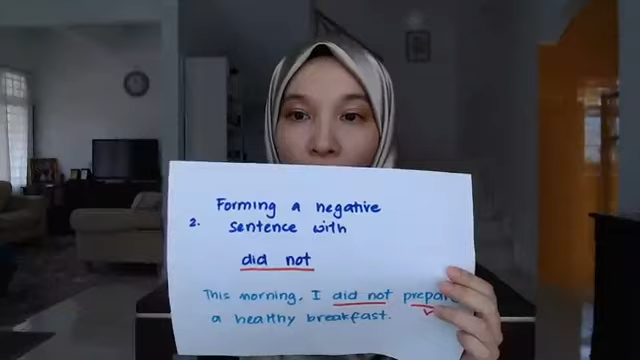 Forming a negative
2. sentence with
did not
This morning, I did not prepare
a healthy breakfast.